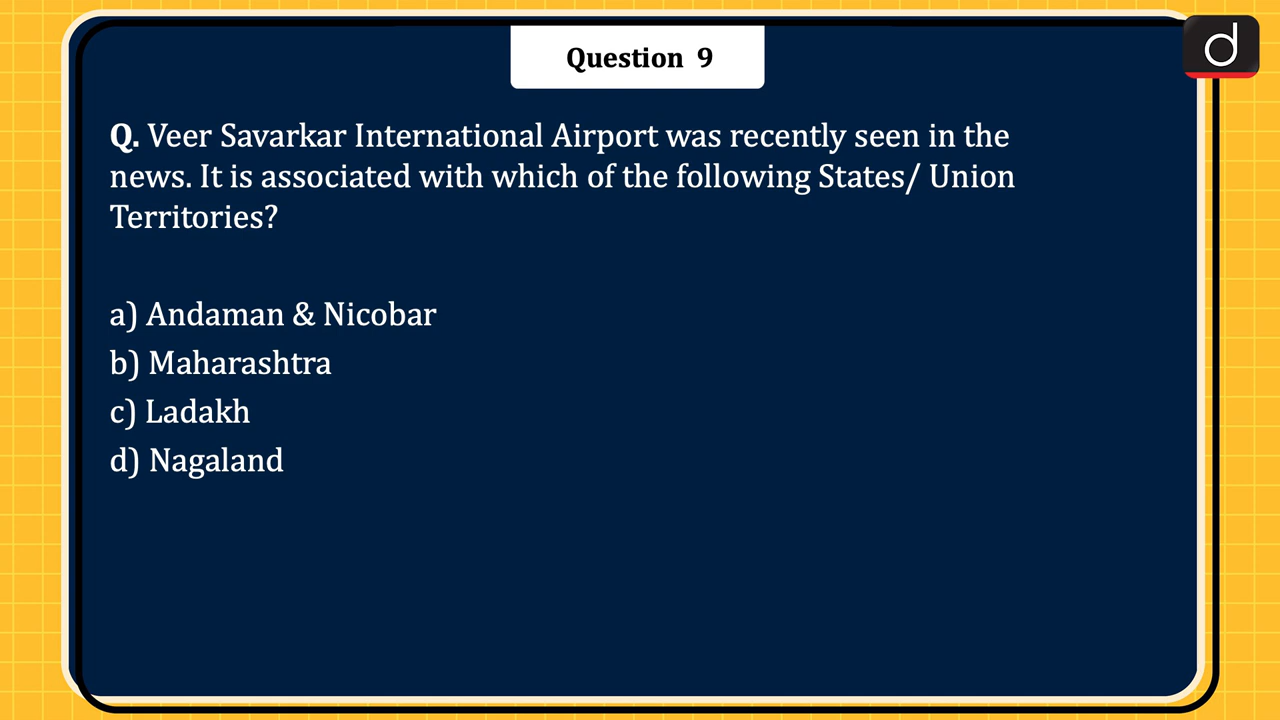 Question 9
d
Q. Veer Savarkar International Airport was recently seen in the
news. It is associated with which of the following States/ Union
Territories?
a) Andaman & Nicobar
b) Maharashtra
c) Ladakh
d) Nagaland